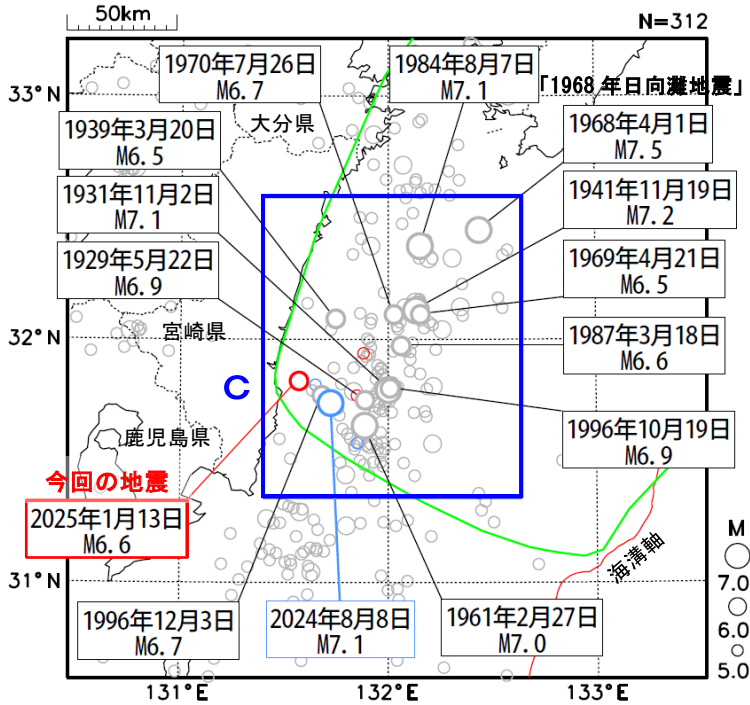 50km
N=312
1970年7月26日
M6.7
1984年8月7日
M7.1
「1968 年日向灘地震」
33°N
1939年3月20日
M6.5
大分県
1968年4月1日
M7.5
1931年11月2日
M7.1
1941年11月19日
M7.2
1929年5月22日
M6.9
1969年4月21日
M6.5
32°N
宮崎県
1987年3月18日
M6.6
C
鹿児島県
1996年10月19日
M6.9
今回の地震
2025年1月13日
M6.6
海溝軸
M
7.0
6.0
5.0
31°N
1996年12月3日
M6.7
2024年8月8日
M7.1
1961年2月27日
M7.0
131°E
132°E
133°E